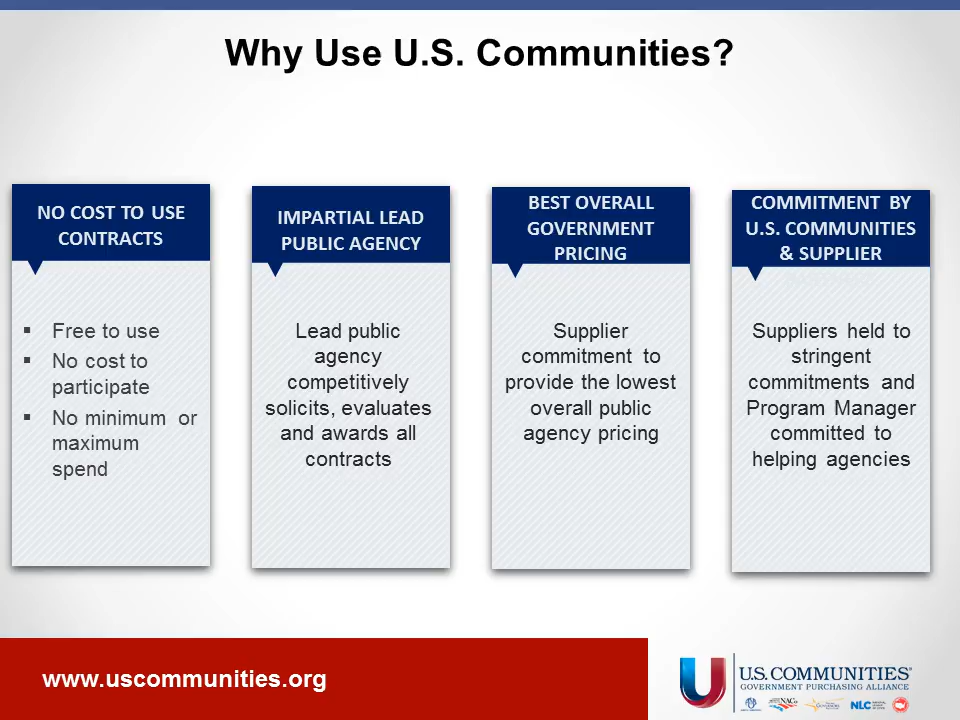 Why Use U.S. Communities?
NO COST TO USE
CONTRACTS
▪ Free to use
▪ No cost to
participate
▪ No minimum or
maximum
spend
IMPARTIAL LEAD
PUBLIC AGENCY
Lead public
agency
competitively
solicits, evaluates
and awards all
contracts
BEST OVERALL
GOVERNMENT
PRICING
Supplier
commitment to
provide the lowest
overall public
agency pricing
COMMITMENT BY
U.S. COMMUNITIES
& SUPPLIER
Suppliers held to
stringent
commitments and
Program Manager
committed to
helping agencies
www.uscommunities.org
U.S. COMMUNITIES®
GOVERNMENT PURCHASING ALLIANCE
NACo
NLC